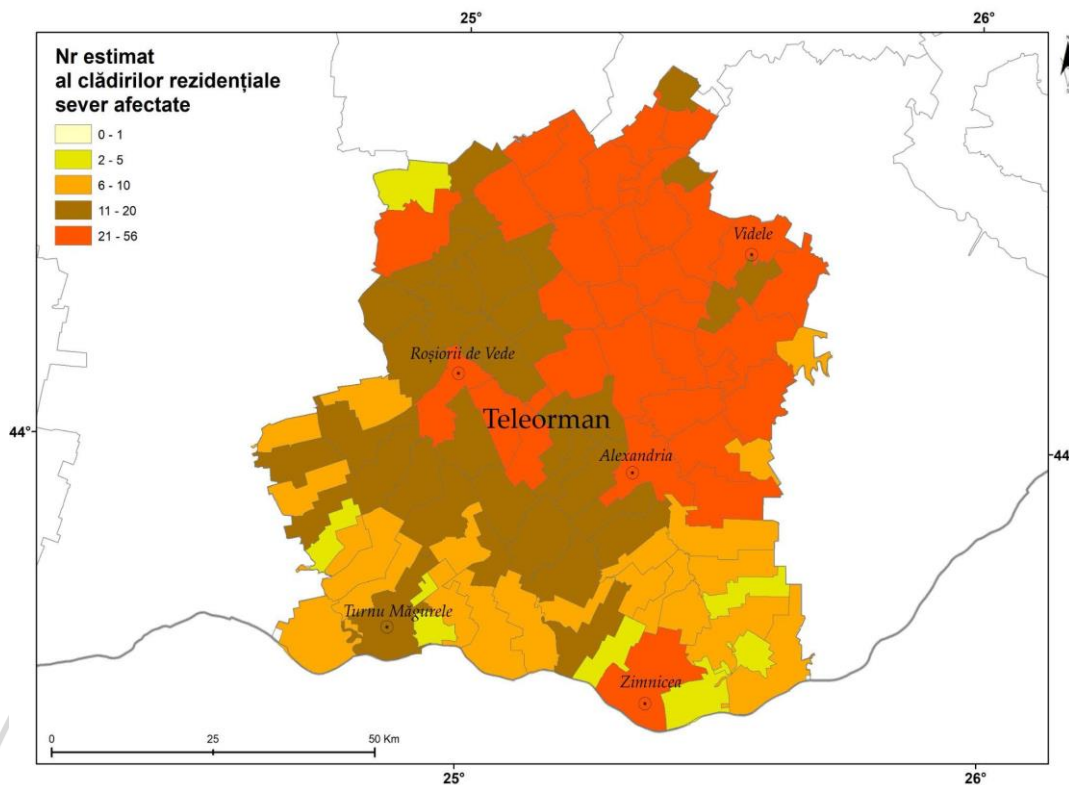 25°
26°
Nr estimat
al clădirilor rezidențiale
sever afectate
0 - 1
2 - 5
6 - 10
11 - 20
21 - 56
Videle
Roșiorii de Vede
Teleorman
44°
Alexandria
44
Turnu Măgurele
Zimnicea
0
25
50 Km
25°
26°